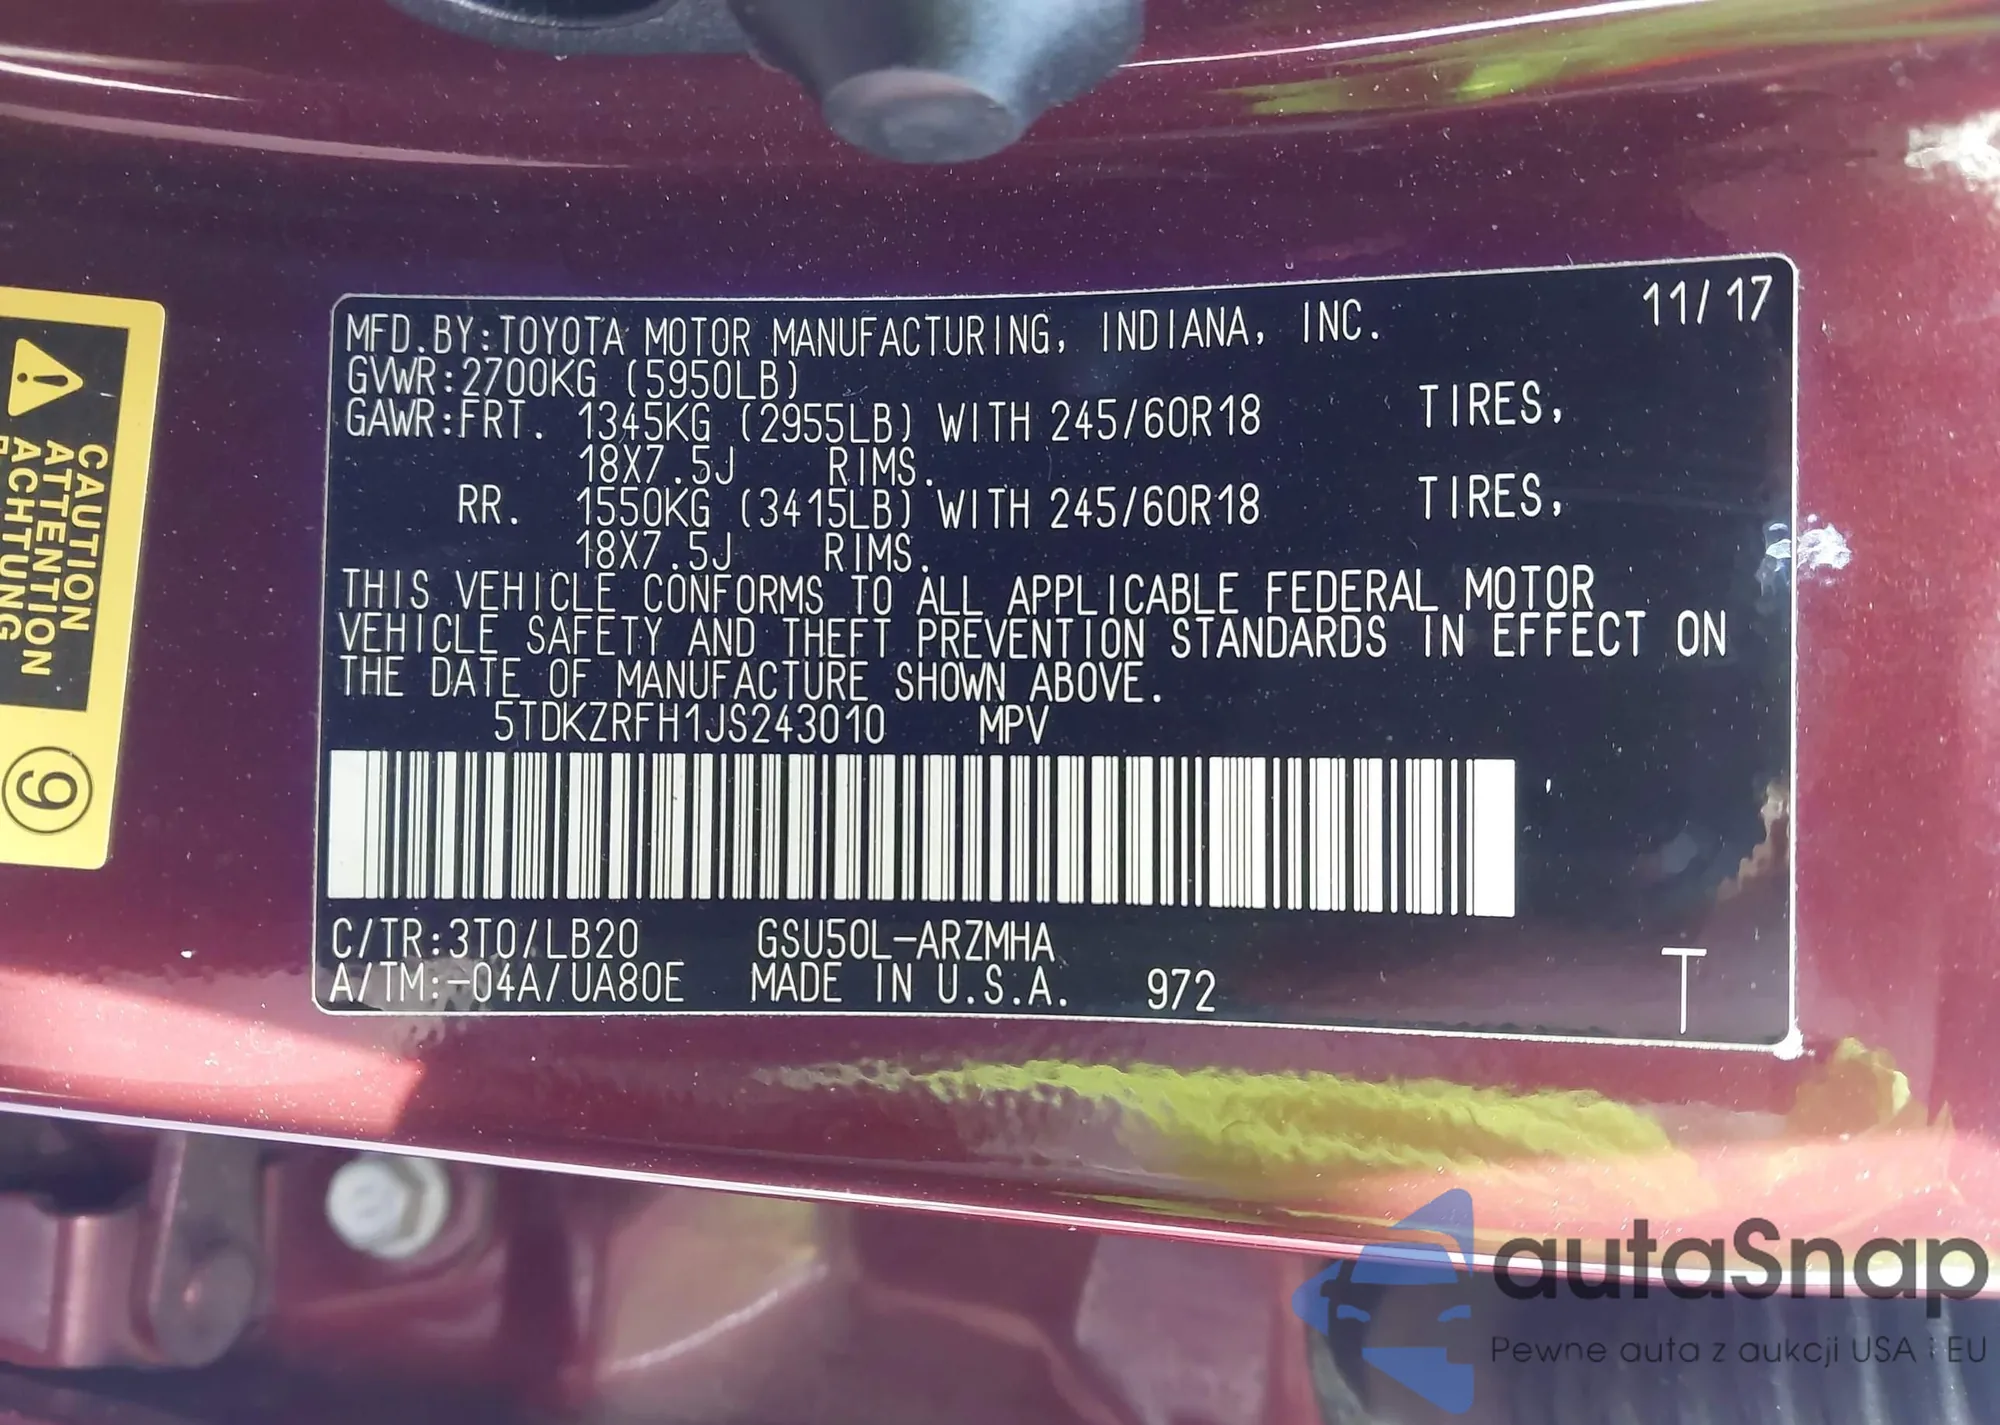 MFD.BY:TOYOTA MOTOR MANUFACTURING, INDIANA, INC. 11/17
GVWR:2700KG (5950LB)
GAWR:FRT. 1345KG (2955LB) WITH 245/60R18 TIRES,
18X7.5J RIMS.
RR. 1550KG (3415LB) WITH 245/60R18 TIRES,
18X7.5J RIMS.
THIS VEHICLE CONFORMS TO ALL APPLICABLE FEDERAL MOTOR
VEHICLE SAFETY AND THEFT PREVENTION STANDARDS IN EFFECT ON
THE DATE OF MANUFACTURE SHOWN ABOVE.
5TDKZRFH1JS243010 MPV
C/TR:3T0/LB20 GSU50L-ARZMHA
A/TM:-04A/UA80E MADE IN U.S.A. 972 T
CAUTION
ATTENTION
ACHTUNG
9
autaSnap
Pewne auta z aukcji USA i EU